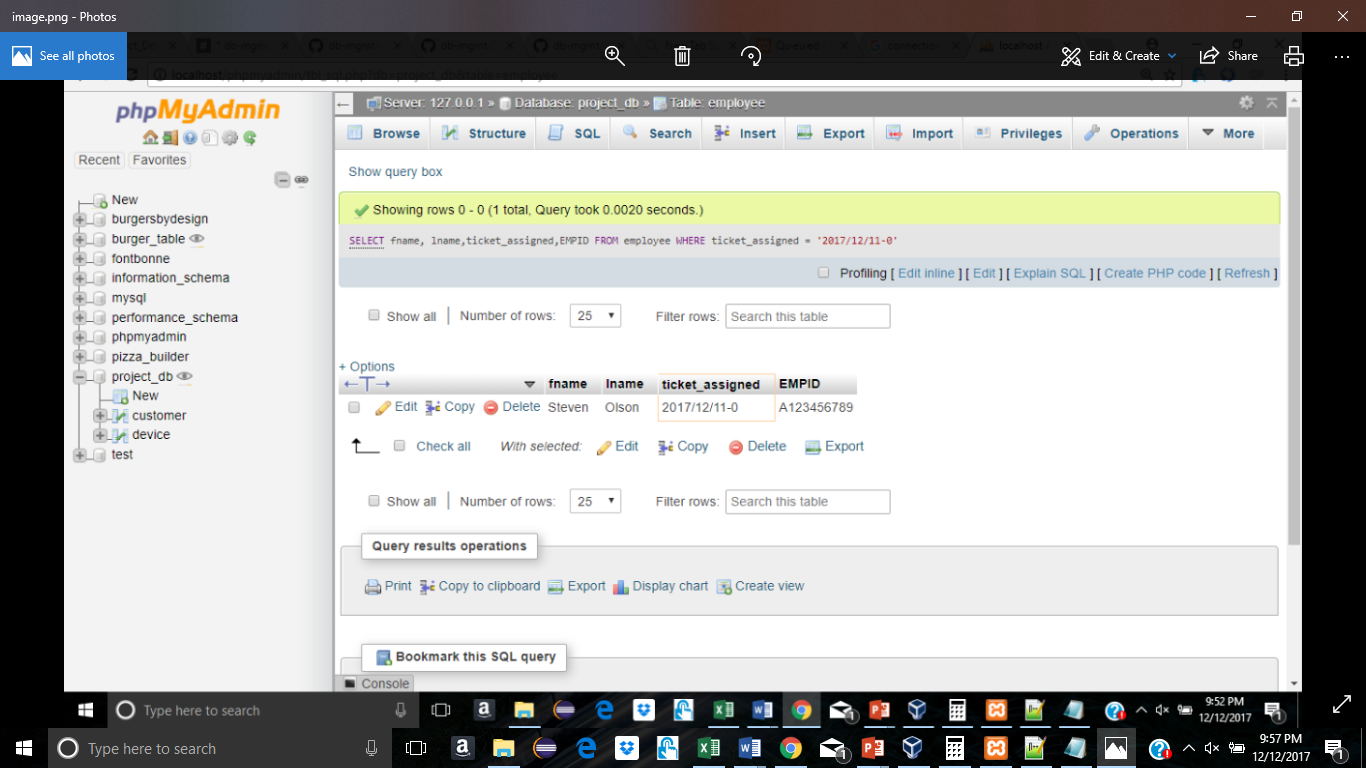 image.png - Photos
See all photos
Edit & Create
Share
phpMyAdmin
Recent Favorites
New
burgersbydesign
burger_table
fontbonne
information_schema
mysql
performance_schema
phpmyadmin
pizza_builder
project_db
New
customer
device
test
Server: 127.0.0.1 » Database: project_db » Table: employee
Browse Structure SQL Search Insert Export Import Privileges Operations More
Show query box
Showing rows 0 - 0 (1 total, Query took 0.0020 seconds.)
SELECT fname, lname,ticket_assigned,EMPID FROM employee WHERE ticket_assigned = '2017/12/11-0'
Profiling [ Edit inline ] [ Edit ] [ Explain SQL ] [ Create PHP code ] [ Refresh ]
Show all | Number of rows: 25 Filter rows: Search this table
+ Options
←T→ fname lname ticket_assigned EMPID
Edit Copy Delete Steven Olson 2017/12/11-0 A123456789
Check all With selected: Edit Copy Delete Export
Show all | Number of rows: 25 Filter rows: Search this table
Query results operations
Print Copy to clipboard Export Display chart Create view
Bookmark this SQL query
Console
Type here to search
9:52 PM
12/12/2017
Type here to search
9:57 PM
12/12/2017